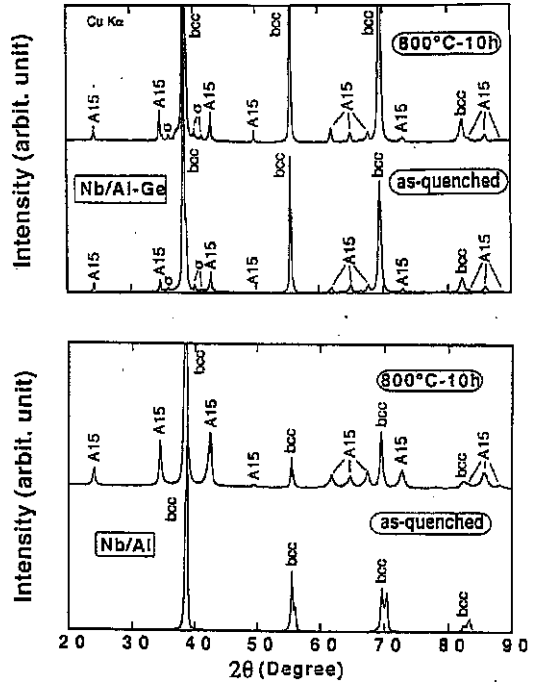 Cu Kα
bcc
bcc
bcc
800°C-10h
A15
A15
σ
σ
A15
A15
A15
A15
bcc
A15
Intensity (arbit. unit)
Nb/Al-Ge
bcc
bcc
bcc
as-quenched
A15
A15
σ
σ
A15
A15
A15
A15
bcc
A15
bcc
800°C-10h
A15
A15
A15
A15
bcc
A15
bcc
A15
bcc
A15
Intensity (arbit. unit)
Nb/Al
bcc
as-quenched
bcc
bcc
bcc
20 30 40 50 60 70 80 90
2θ (Degree)